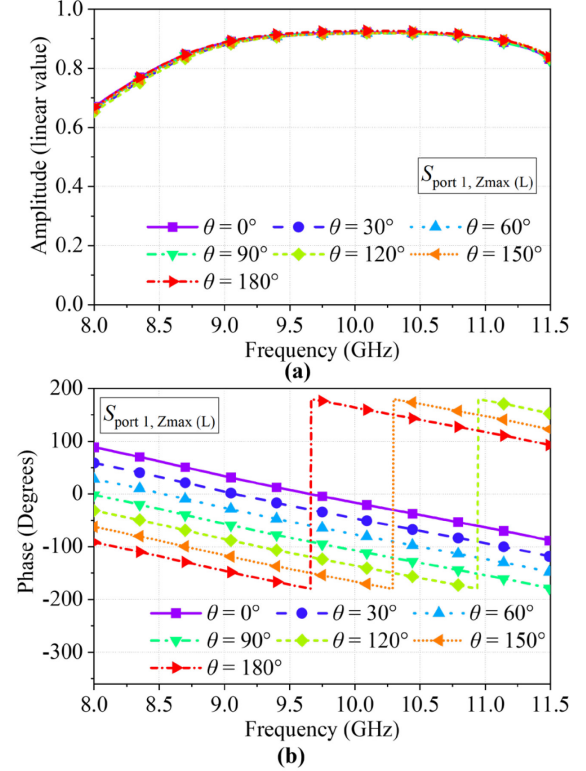 1.0
0.8
0.6
0.4
0.2
0.0
Amplitude (linear value)
S port 1, Zmax (L)
θ = 0° θ = 30° θ = 60°
θ = 90° θ = 120° θ = 150°
θ = 180°
8.0 8.5 9.0 9.5 10.0 10.5 11.0 11.5
Frequency (GHz)
(a)
200
100
0
-100
-200
-300
Phase (Degrees)
S port 1, Zmax (L)
θ = 0° θ = 30° θ = 60°
θ = 90° θ = 120° θ = 150°
θ = 180°
8.0 8.5 9.0 9.5 10.0 10.5 11.0 11.5
Frequency (GHz)
(b)